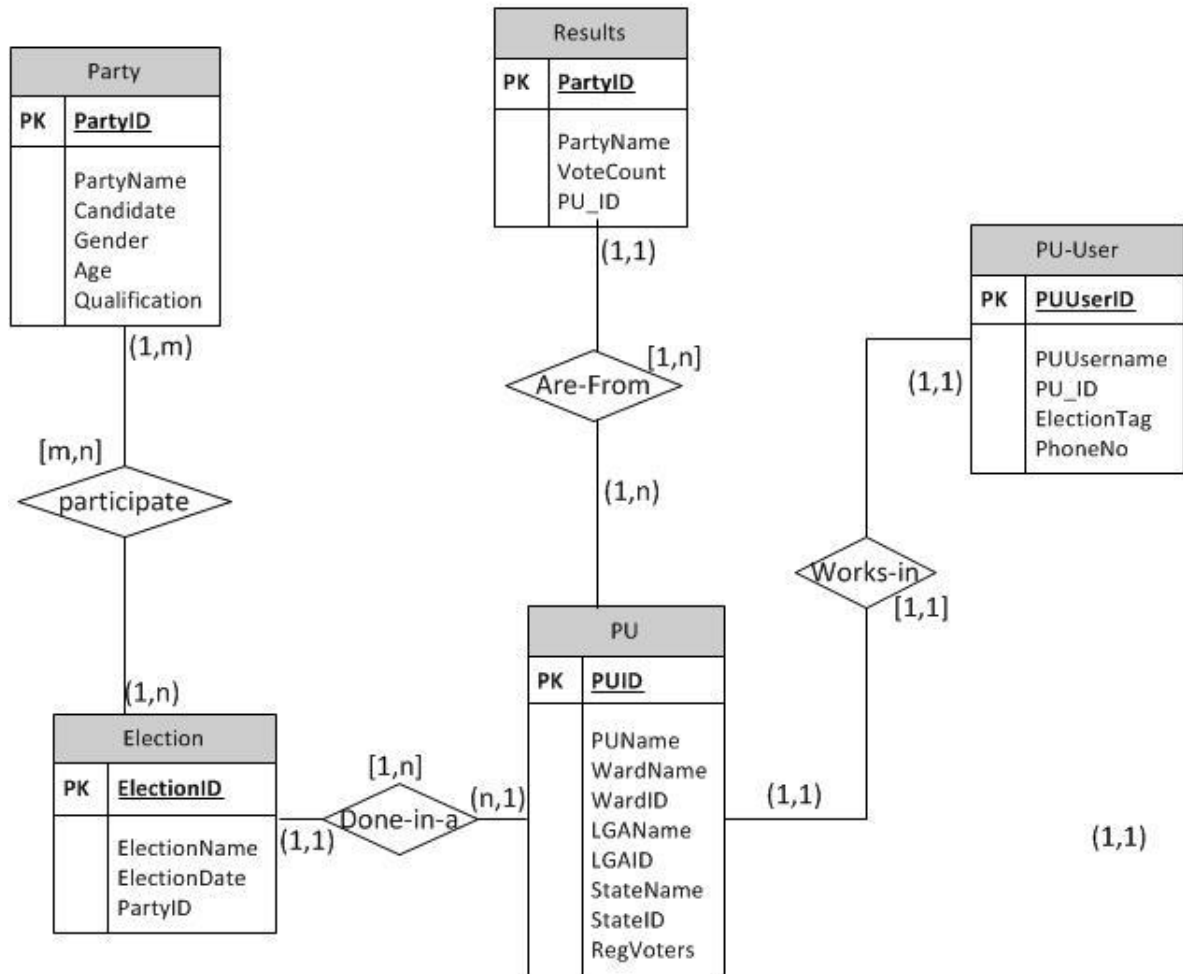 Party
PK PartyID
PartyName
Candidate
Gender
Age
Qualification
(1,m)
[m,n]
participate
(1,n)
Election
PK ElectionID
ElectionName
ElectionDate
PartyID
(1,1)
[1,n]
Done-in-a
(n,1)
Results
PK PartyID
PartyName
VoteCount
PU_ID
(1,1)
[1,n]
Are-From
(1,n)
PU
PK PUID
PUName
WardName
WardID
LGAName
LGAID
StateName
StateID
RegVoters
(1,1)
PU-User
PK PUUserID
PUUsername
PU_ID
ElectionTag
PhoneNo
(1,1)
Works-in
[1,1]
(1,1)